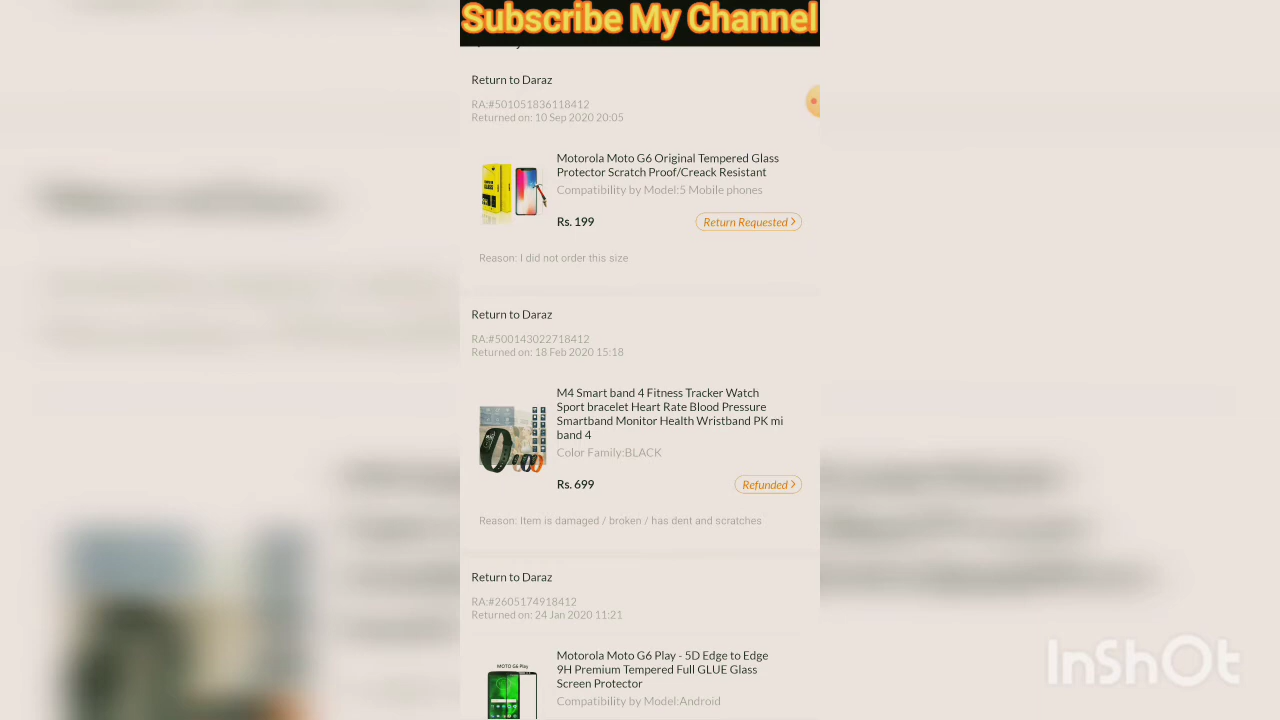 Subscribe My Channel
Return to Daraz
RA:#501051836118412
Returned on: 10 Sep 2020 20:05
Motorola Moto G6 Original Tempered Glass
Protector Scratch Proof/Creack Resistant
Compatibility by Model:5 Mobile phones
Rs. 199
Return Requested >
Reason: I did not order this size
Return to Daraz
RA:#500143022718412
Returned on: 18 Feb 2020 15:18
M4 Smart band 4 Fitness Tracker Watch
Sport bracelet Heart Rate Blood Pressure
Smartband Monitor Health Wristband PK mi
band 4
Color Family:BLACK
Rs. 699
Refunded >
Reason: Item is damaged / broken / has dent and scratches
Return to Daraz
RA:#2605174918412
Returned on: 24 Jan 2020 11:21
MOTO G6 Play
Motorola Moto G6 Play - 5D Edge to Edge
9H Premium Tempered Full GLUE Glass
Screen Protector
Compatibility by Model:Android
InShOt